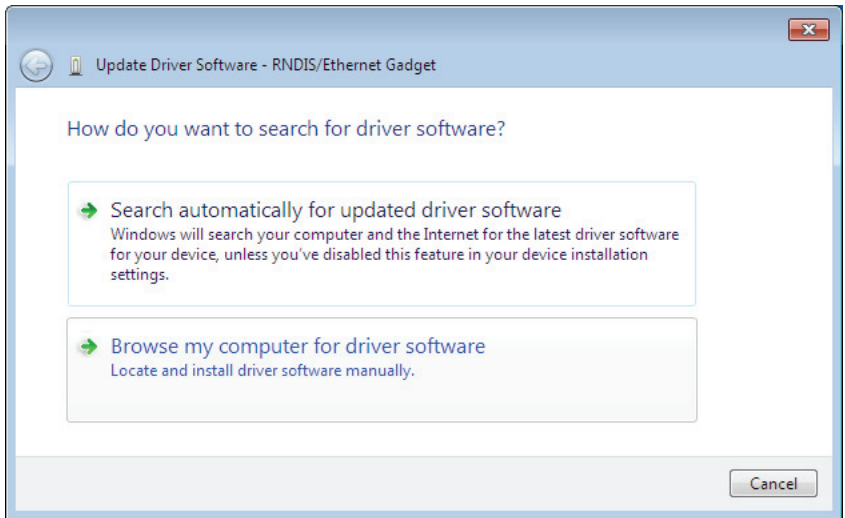 Update Driver Software - RNDIS/Ethernet Gadget
How do you want to search for driver software?
Search automatically for updated driver software
Windows will search your computer and the Internet for the latest driver software
for your device, unless you've disabled this feature in your device installation
settings.
Browse my computer for driver software
Locate and install driver software manually.
Cancel